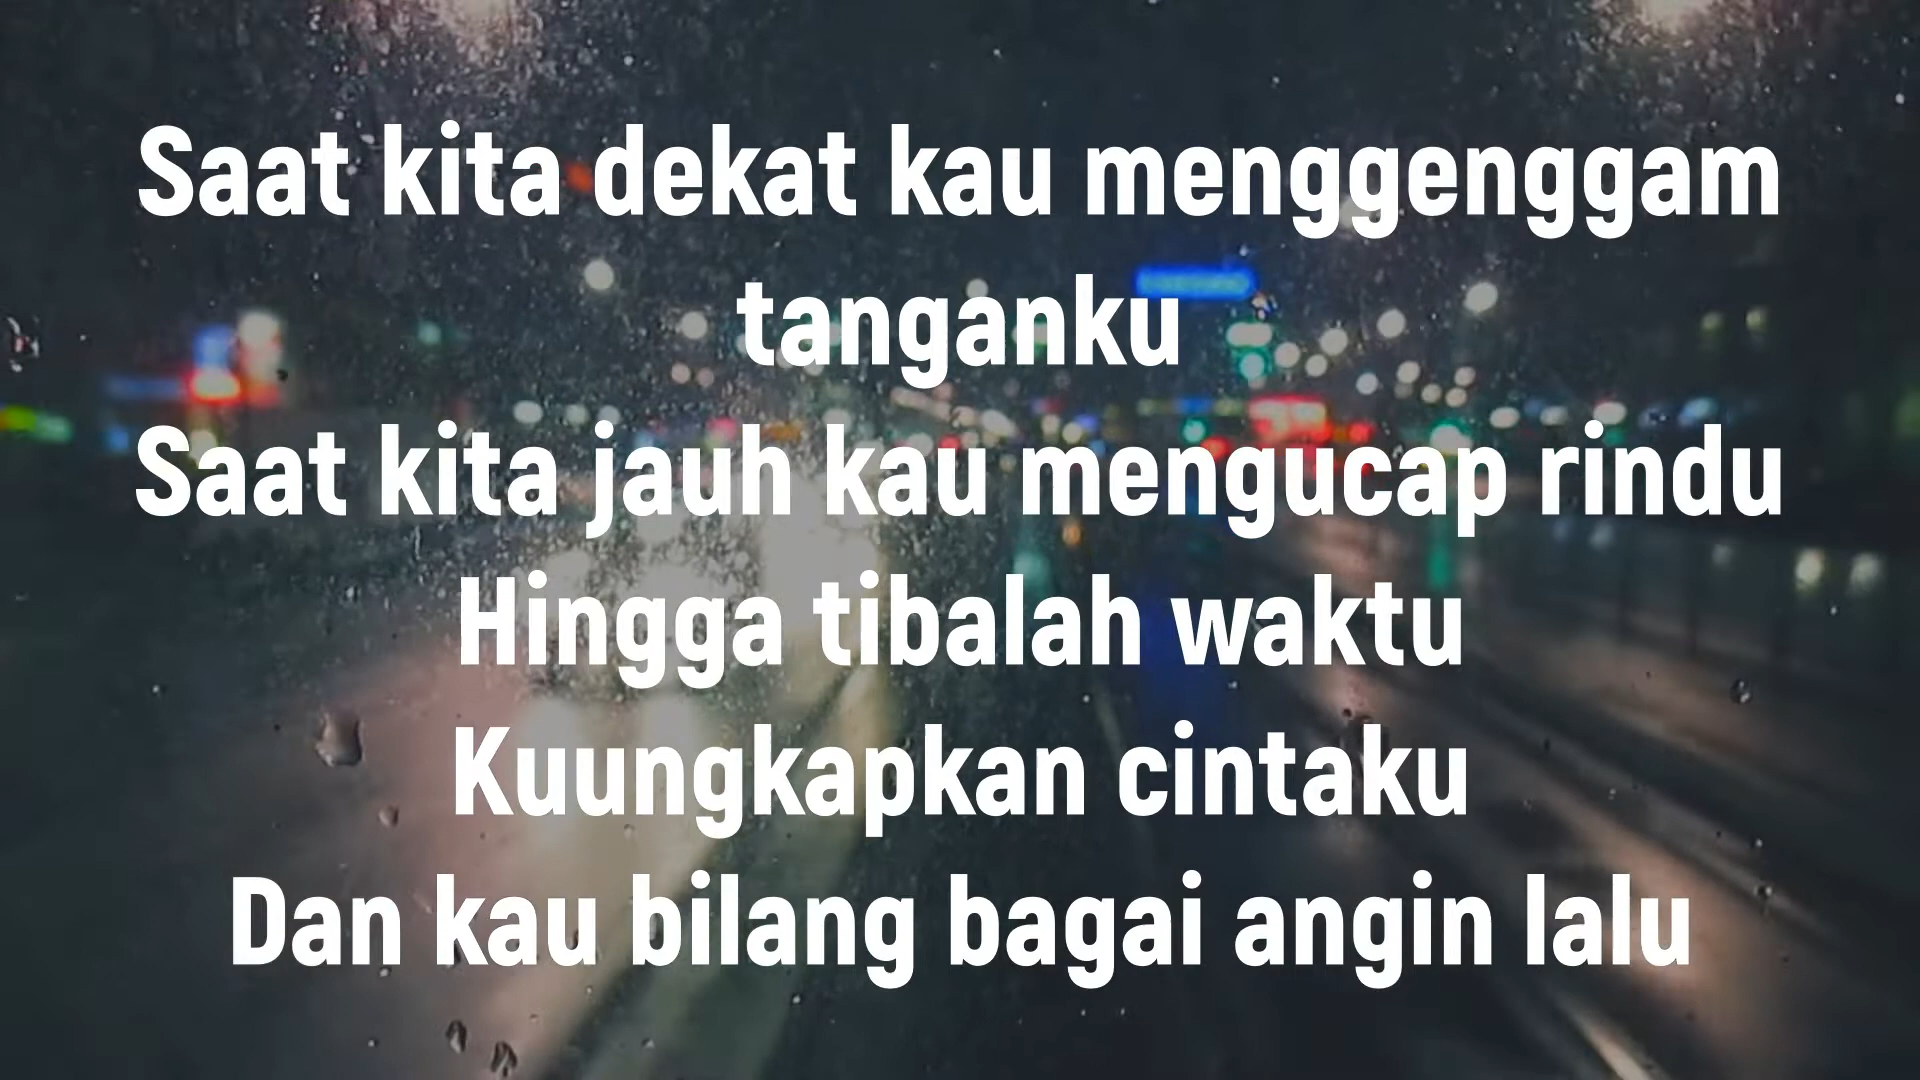 Saat kita dekat kau menggenggam
tanganku
Saat kita jauh kau mengucap rindu
Hingga tibalah waktu
Kuungkapkan cintaku
Dan kau bilang bagai angin lalu